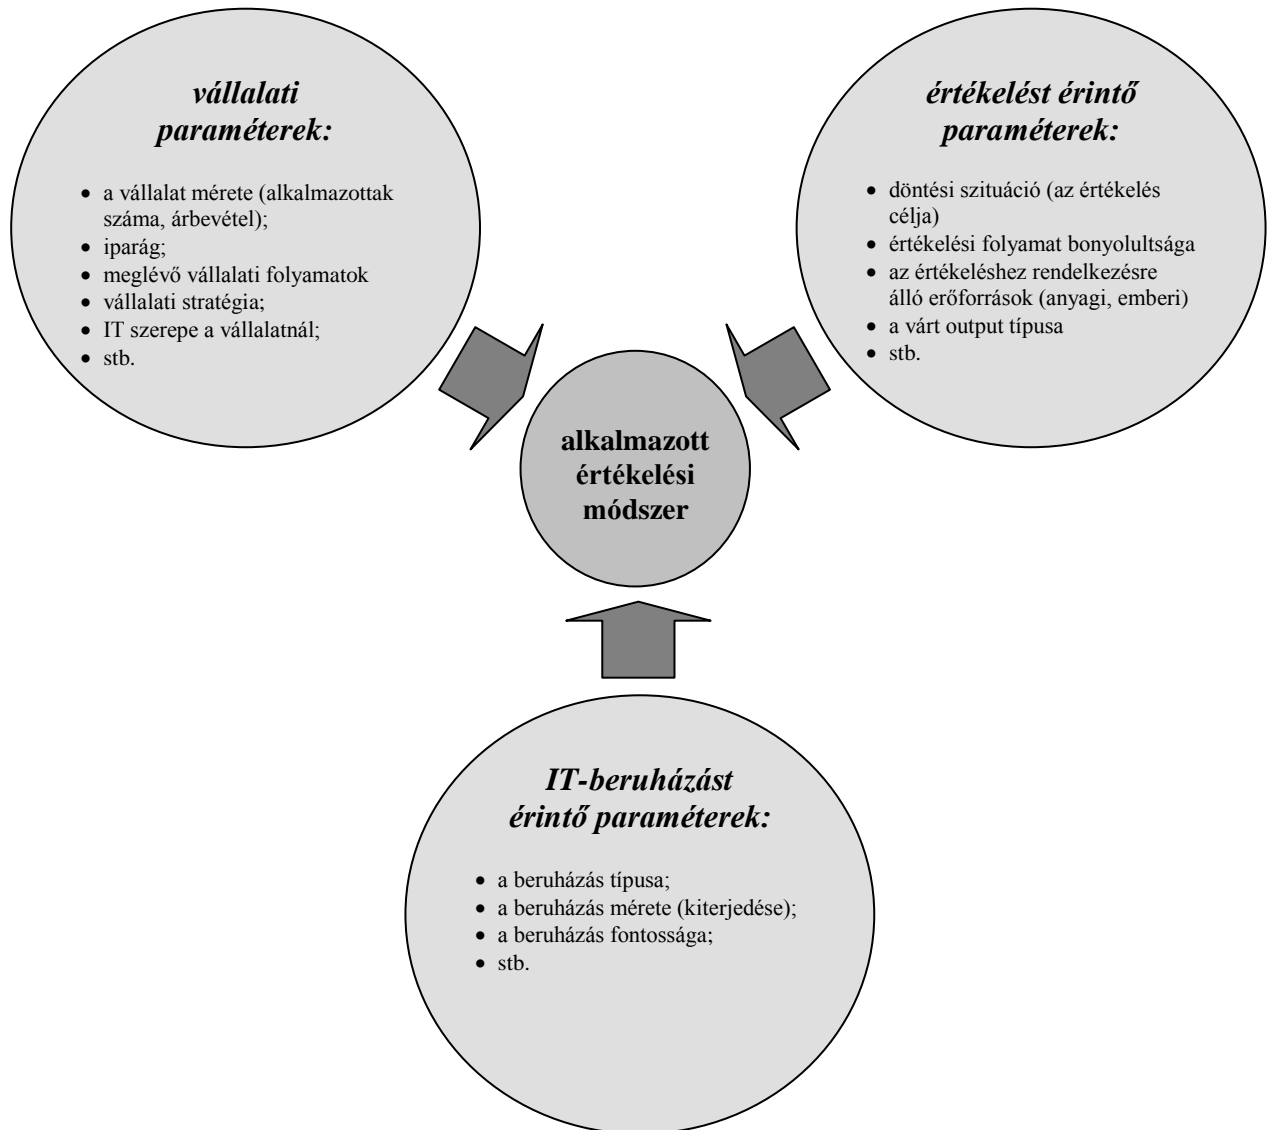 vállalati
paraméterek:
• a vállalat mérete (alkalmazottak
száma, árbevétel);
• iparág;
• meglévő vállalati folyamatok
• vállalati stratégia;
• IT szerepe a vállalatnál;
• stb.
értékelést érintő
paraméterek:
• döntési szituáció (az értékelés
célja)
• értékelési folyamat bonyolultsága
• az értékeléshez rendelkezésre
álló erőforrások (anyagi, emberi)
• a várt output típusa
• stb.
alkalmazott
értékelési
módszer
IT-beruházást
érintő paraméterek:
• a beruházás típusa;
• a beruházás mérete (kiterjedése);
• a beruházás fontossága;
• stb.